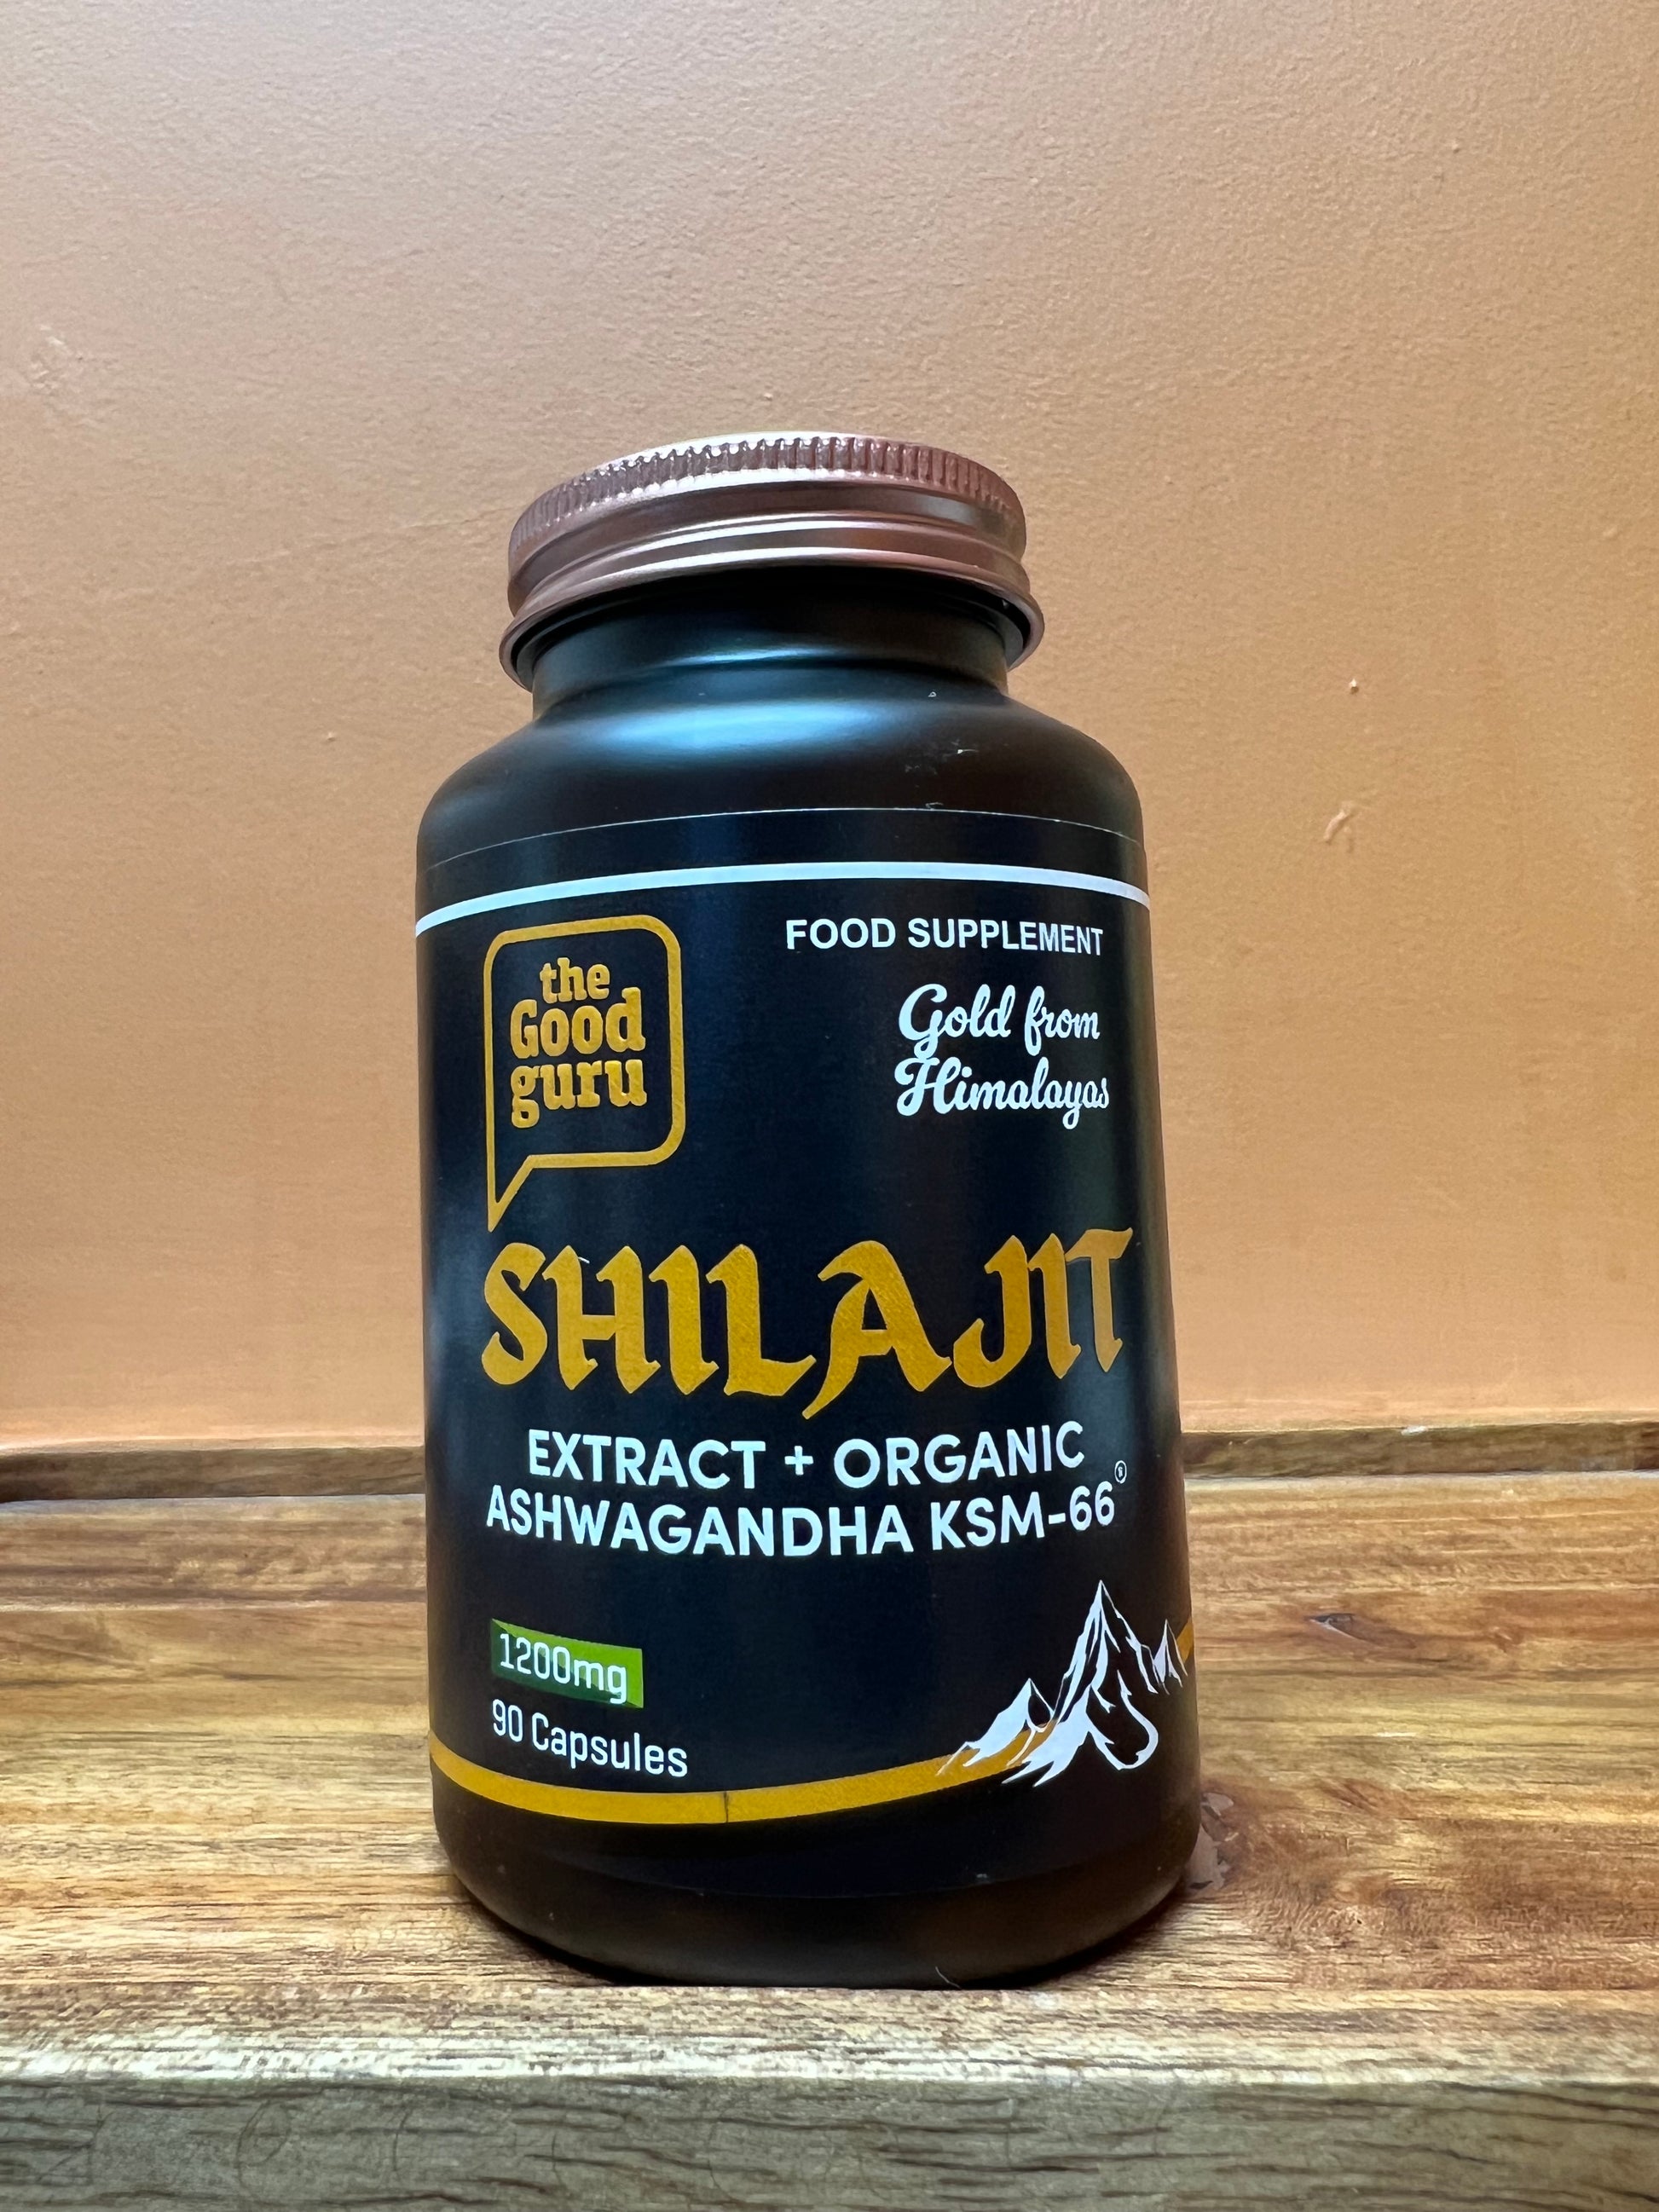 the
Good
guru
FOOD SUPPLEMENT
Gold from
Himalayas
SHILAJIT
EXTRACT + ORGANIC
ASHWAGANDHA KSM-66®
1200mg
90 Capsules